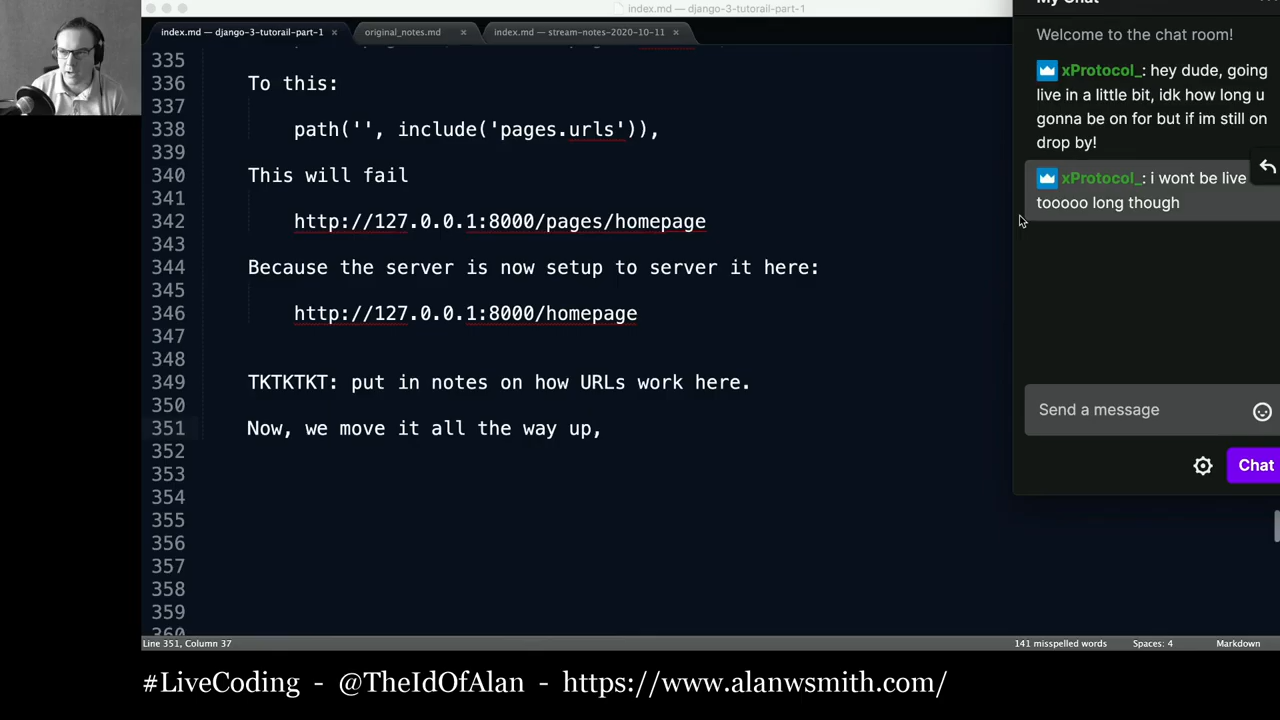 index.md — django-3-tutorail-part-1
index.md — django-3-tutorail-part-1
original_notes.md
index.md — stream-notes-2020-10-11
335
336 To this:
337
338 path('', include('pages.urls')),
339
340 This will fail
341
342 http://127.0.0.1:8000/pages/homepage
343
344 Because the server is now setup to server it here:
345
346 http://127.0.0.1:8000/homepage
347
348
349 TKTKTKT: put in notes on how URLs work here.
350
351 Now, we move it all the way up,
352
353
354
355
356
357
358
359
360
Line 351, Column 37
141 misspelled words
Spaces: 4
Markdown
My Chat
Welcome to the chat room!
xProtocol_: hey dude, going
live in a little bit, idk how long u
gonna be on for but if im still on
drop by!
xProtocol_: i wont be live
tooooo long though
Send a message
Chat
#LiveCoding - @TheIdOfAlan - https://www.alanwsmith.com/